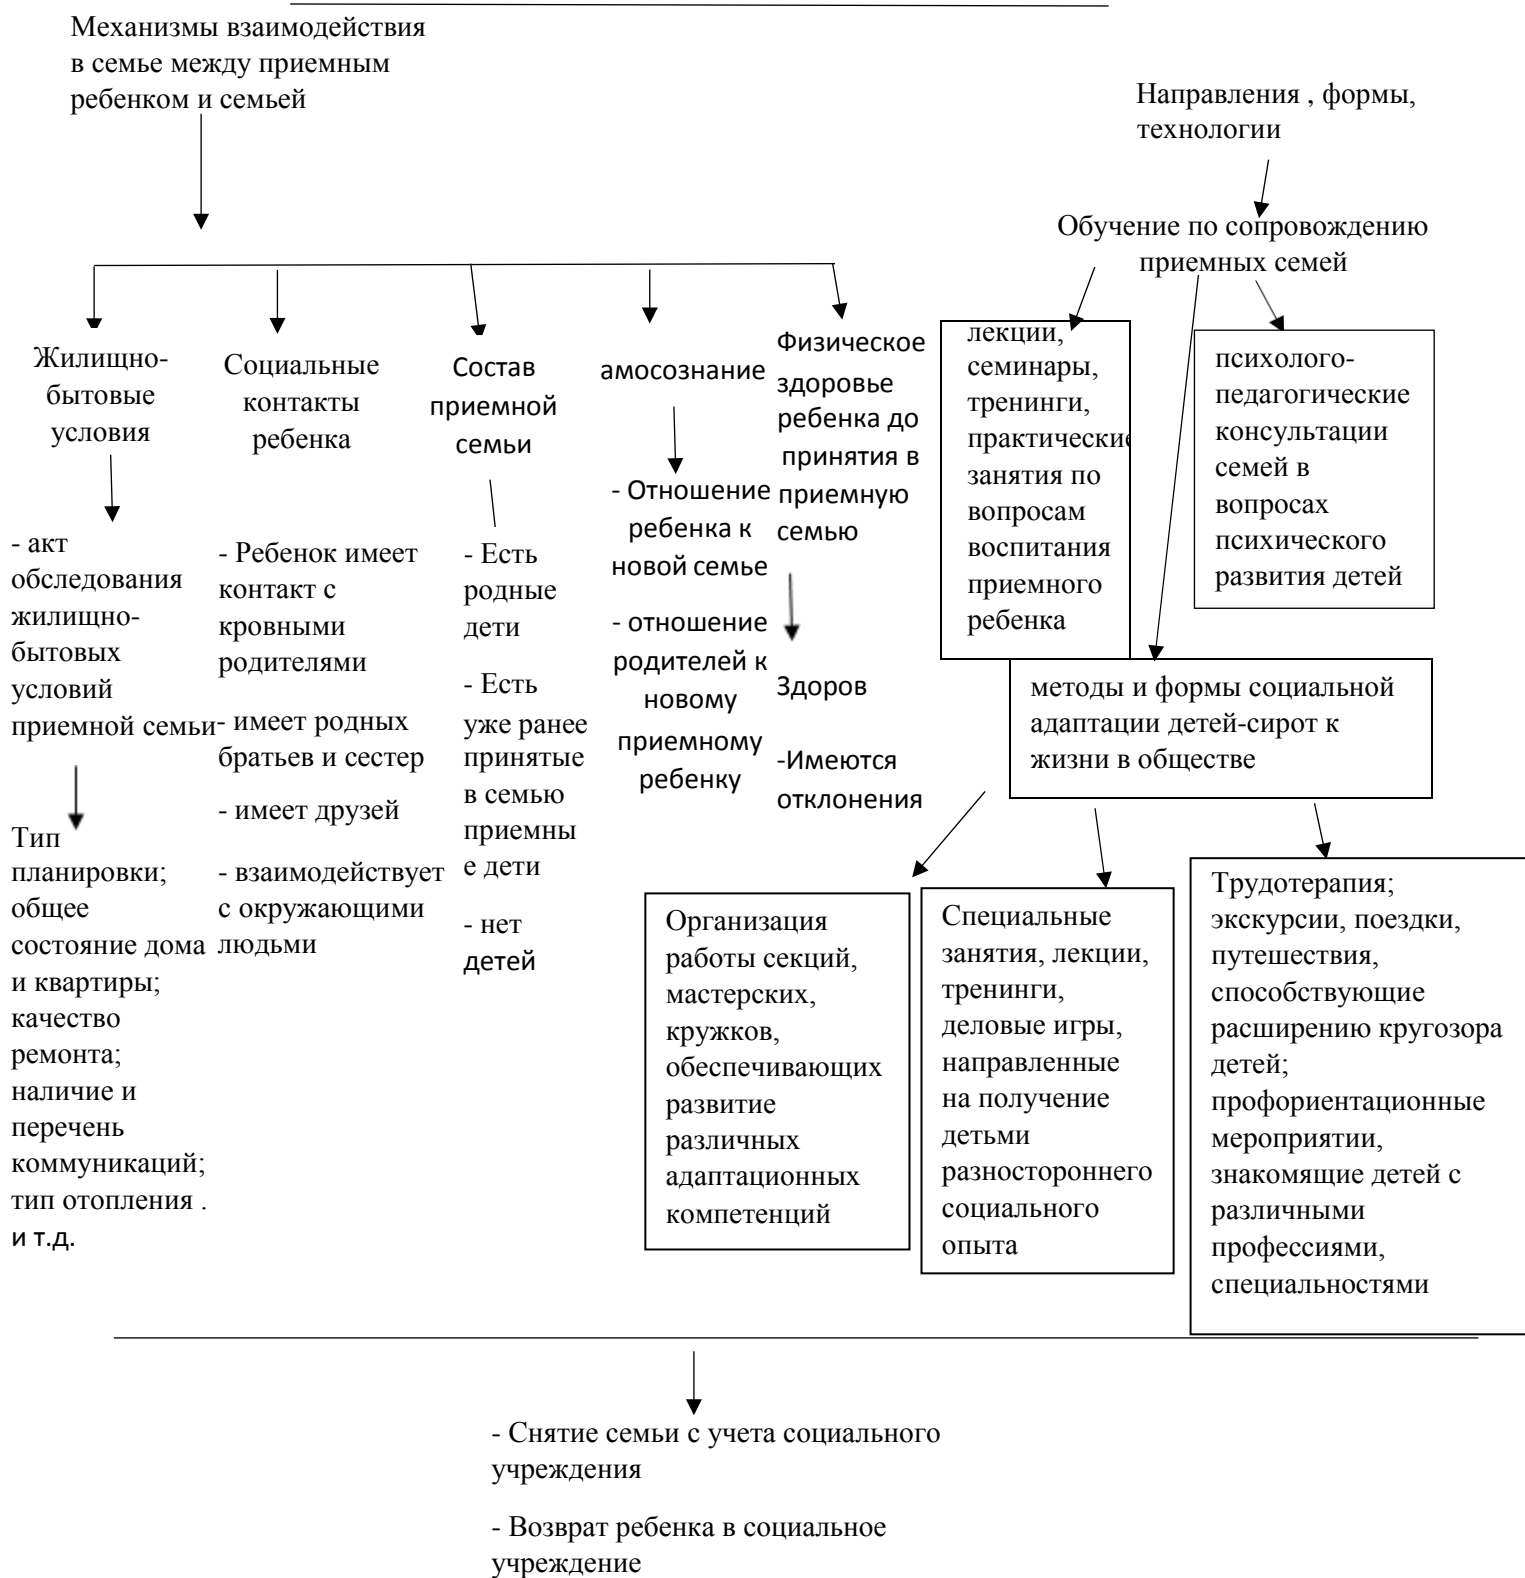 Механизмы взаимодействия
в семье между приемным
ребенком и семьей
Направления , формы,
технологии
Обучение по сопровождению
приемных семей
Жилищно-
бытовые
условия
- акт
обследования
жилищно-
бытовых
условий
приемной семьи
Тип
планировки;
общее
состояние дома
и квартиры;
качество
ремонта;
наличие и
перечень
коммуникаций;
тип отопления .
и т.д.
Социальные
контакты
ребенка
- Ребенок имеет
контакт с
кровными
родителями
- имеет родных
братьев и сестер
- имеет друзей
- взаимодействует
с окружающими
людьми
Состав
приемной
семьи
- Есть
родные
дети
- Есть
уже ранее
принятые
в семью
приемны
е дети
- нет
детей
амосознание
- Отношение
ребенка к
новой семье
- отношение
родителей к
новому
приемному
ребенку
Физическое
здоровье
ребенка до
принятия в
приемную
семью
Здоров
-Имеются
отклонения
лекции,
семинары,
тренинги,
практические
занятия по
вопросам
воспитания
приемного
ребенка
психолого-
педагогические
консультации
семей в
вопросах
психического
развития детей
методы и формы социальной
адаптации детей-сирот к
жизни в обществе
Организация
работы секций,
мастерских,
кружков,
обеспечивающих
развитие
различных
адаптационных
компетенций
Специальные
занятия, лекции,
тренинги,
деловые игры,
направленные
на получение
детьми
разностороннего
социального
опыта
Трудотерапия;
экскурсии, поездки,
путешествия,
способствующие
расширению кругозора
детей;
профориентационные
мероприятии,
знакомящие детей с
различными
профессиями,
специальностями
- Снятие семьи с учета социального
учреждения
- Возврат ребенка в социальное
учреждение